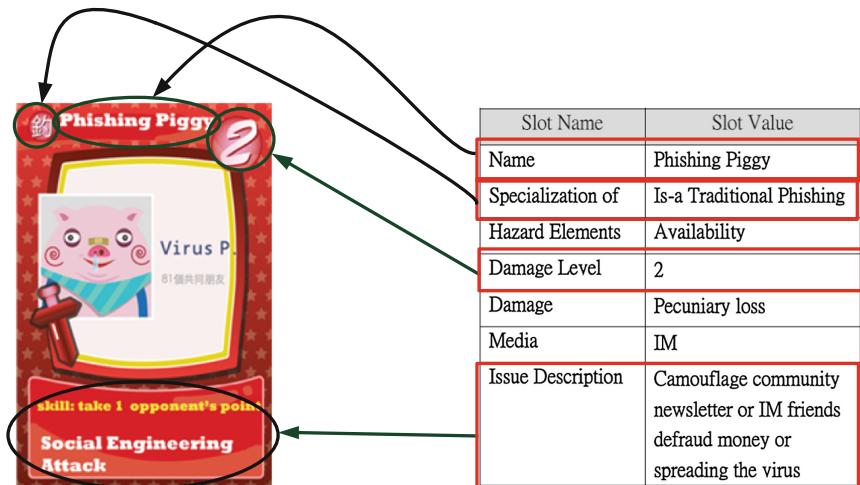 釣 Phishing Piggy 2
Virus P.
81個共同朋友
skill: take 1 opponent's point
Social Engineering
Attack
Slot Name Slot Value
Name Phishing Piggy
Specialization of Is-a Traditional Phishing
Hazard Elements Availability
Damage Level 2
Damage Pecuniary loss
Media IM
Issue Description Camouflage community
newsletter or IM friends
defraud money or
spreading the virus